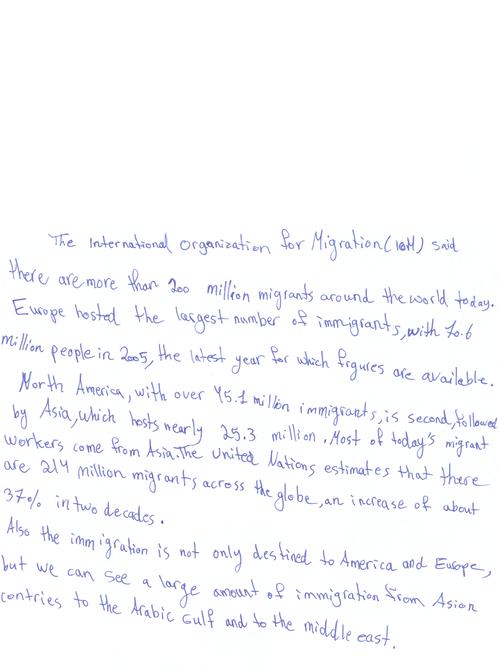 The International Organization for Migration (IOM) said
there are more than 200 million migrants around the world today.
Europe hosted the largest number of immigrants, with 70.6
million people in 2005, the latest year for which figures are available.
North America, with over 45.1 million immigrants, is second, followed
by Asia, which hosts nearly 25.3 million. Most of today's migrant
workers come from Asia. The United Nations estimates that there
are 214 million migrants across the globe, an increase of about
37% in two decades.
Also the immigration is not only destined to America and Europe,
but we can see a large amount of immigration from Asian
contries to the Arabic Gulf and to the middle east.